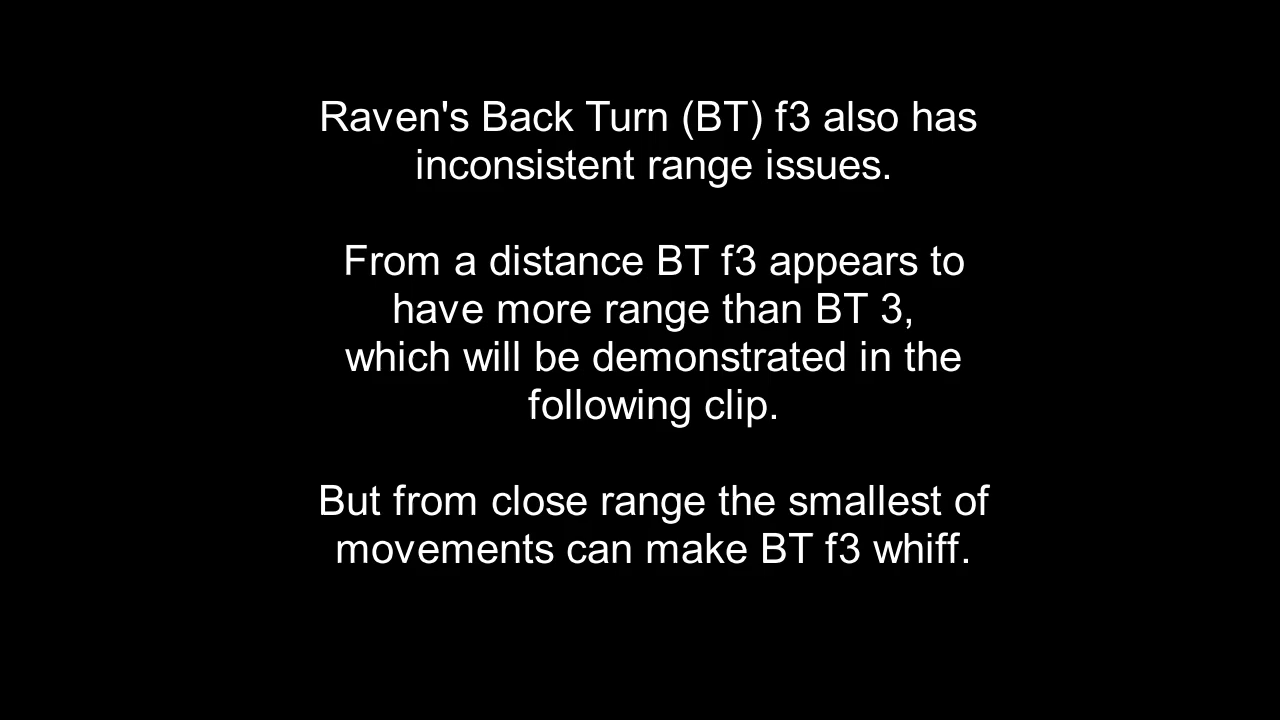 Raven's Back Turn (BT) f3 also has
inconsistent range issues.
From a distance BT f3 appears to
have more range than BT 3,
which will be demonstrated in the
following clip.
But from close range the smallest of
movements can make BT f3 whiff.